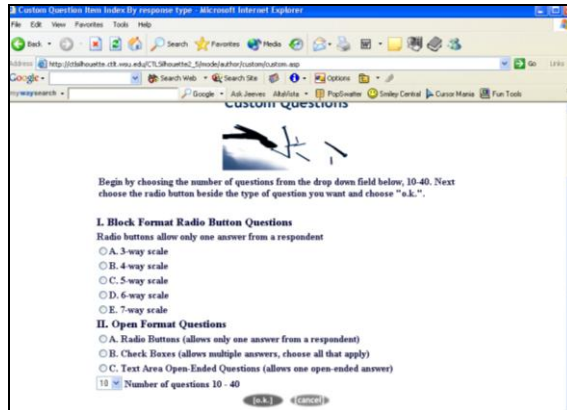 Custom Question Item Index By response type - Microsoft Internet Explorer
File Edit View Favorites Tools Help
Back Search Favorites Media
Address http://ctlsilhouette.ctlt.wsu.edu/CTLSilhouette2_5/mode/author/custom/custom.asp Go Links
Google Search Web Search Site Options
mywaysearch Google Ask Jeeves AltaVista PopSwatter Smiley Central Cursor Mania Fun Tools
Custom Questions
Begin by choosing the number of questions from the drop down field below, 10-40. Next
choose the radio button beside the type of question you want and choose "o.k.".
I. Block Format Radio Button Questions
Radio buttons allow only one answer from a respondent
A. 3-way scale
B. 4-way scale
C. 5-way scale
D. 6-way scale
E. 7-way scale
II. Open Format Questions
A. Radio Buttons (allows only one answer from a respondent)
B. Check Boxes (allows multiple answers, choose all that apply)
C. Text Area Open-Ended Questions (allows one open-ended answer)
10 Number of questions 10 - 40
(o.k.) (cancel)